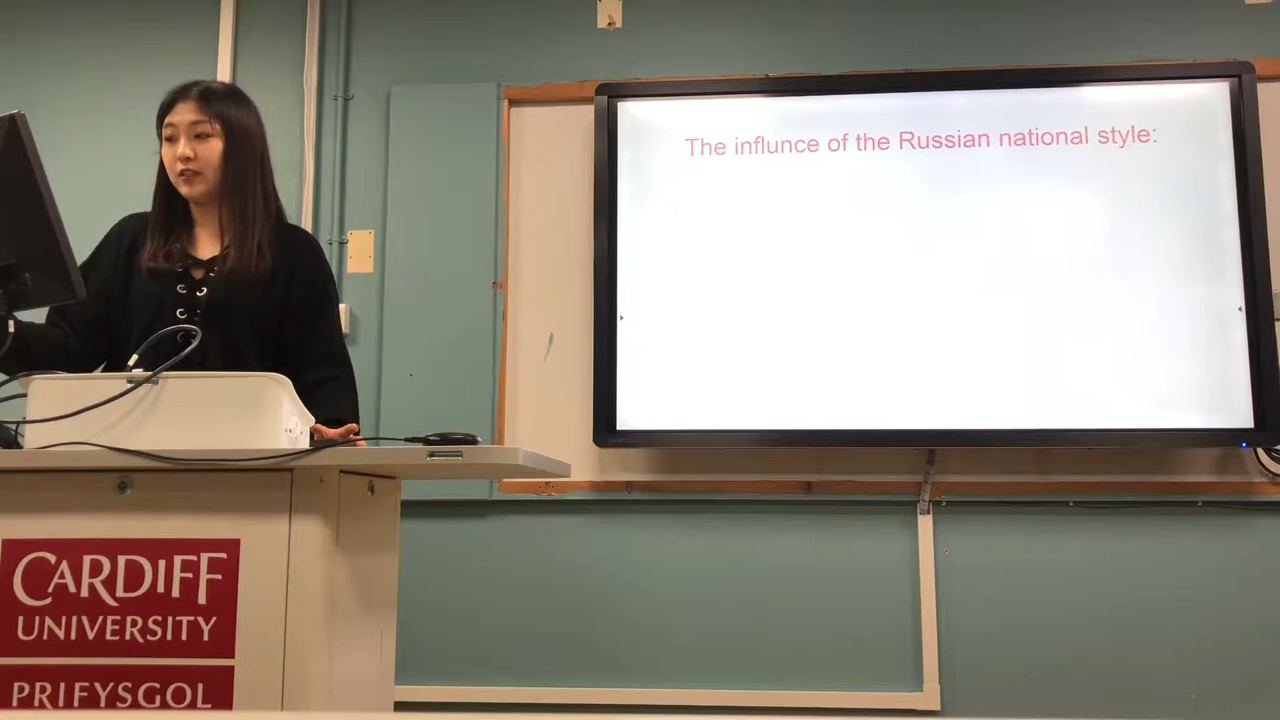 The influnce of the Russian national style:
CARDIFF
UNIVERSITY
PRIFYSGOL